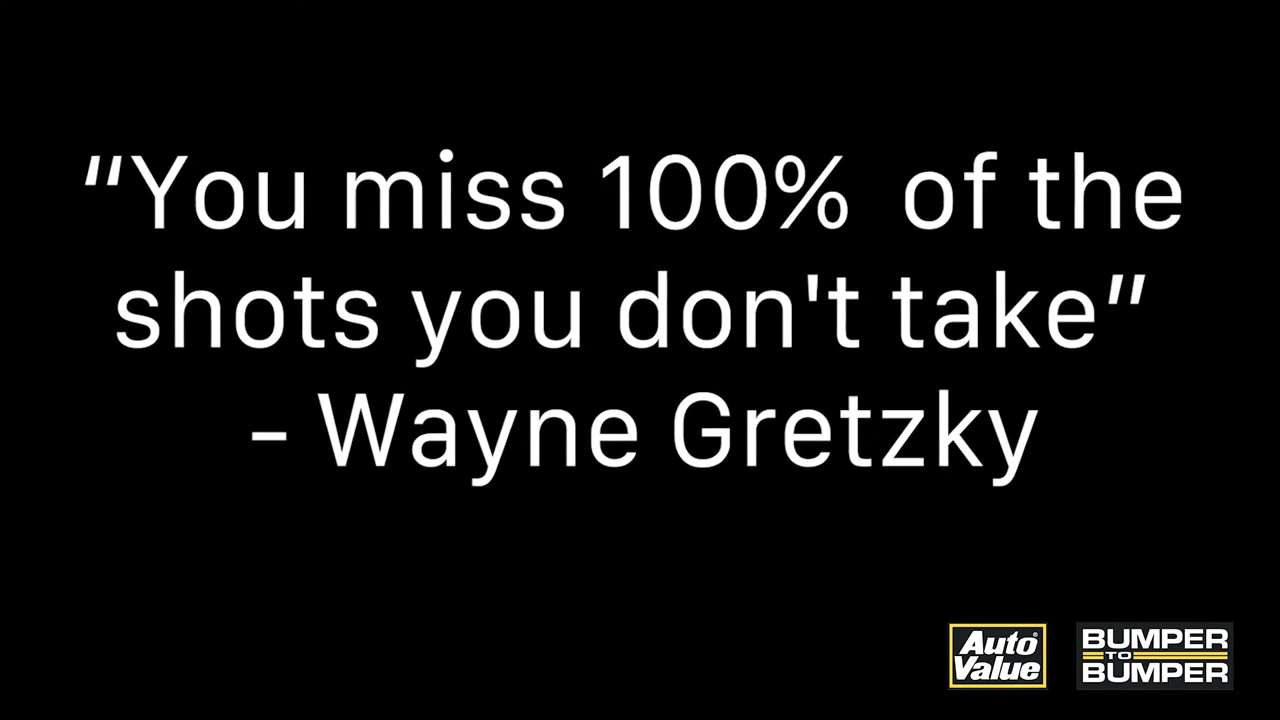 “You miss 100%  of the
shots you don't take”
- Wayne Gretzky
Auto®
Value
BUMPER
TO
BUMPER